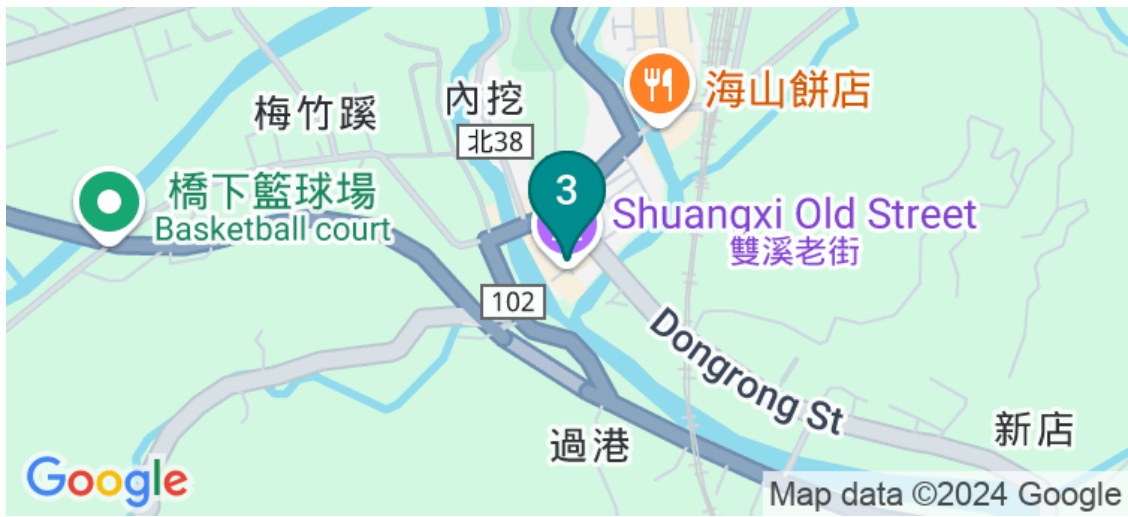 海山餅店
內挖
梅竹蹊
北38
橋下籃球場
Basketball court
3
Shuangxi Old Street
雙溪老街
102
Dongrong St
新店
過港
Google
Map data ©2024 Google